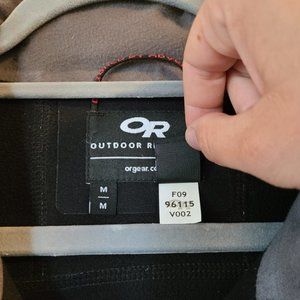 OR
OUTDOOR R
orgear.co
M
M
F09
96115
V002